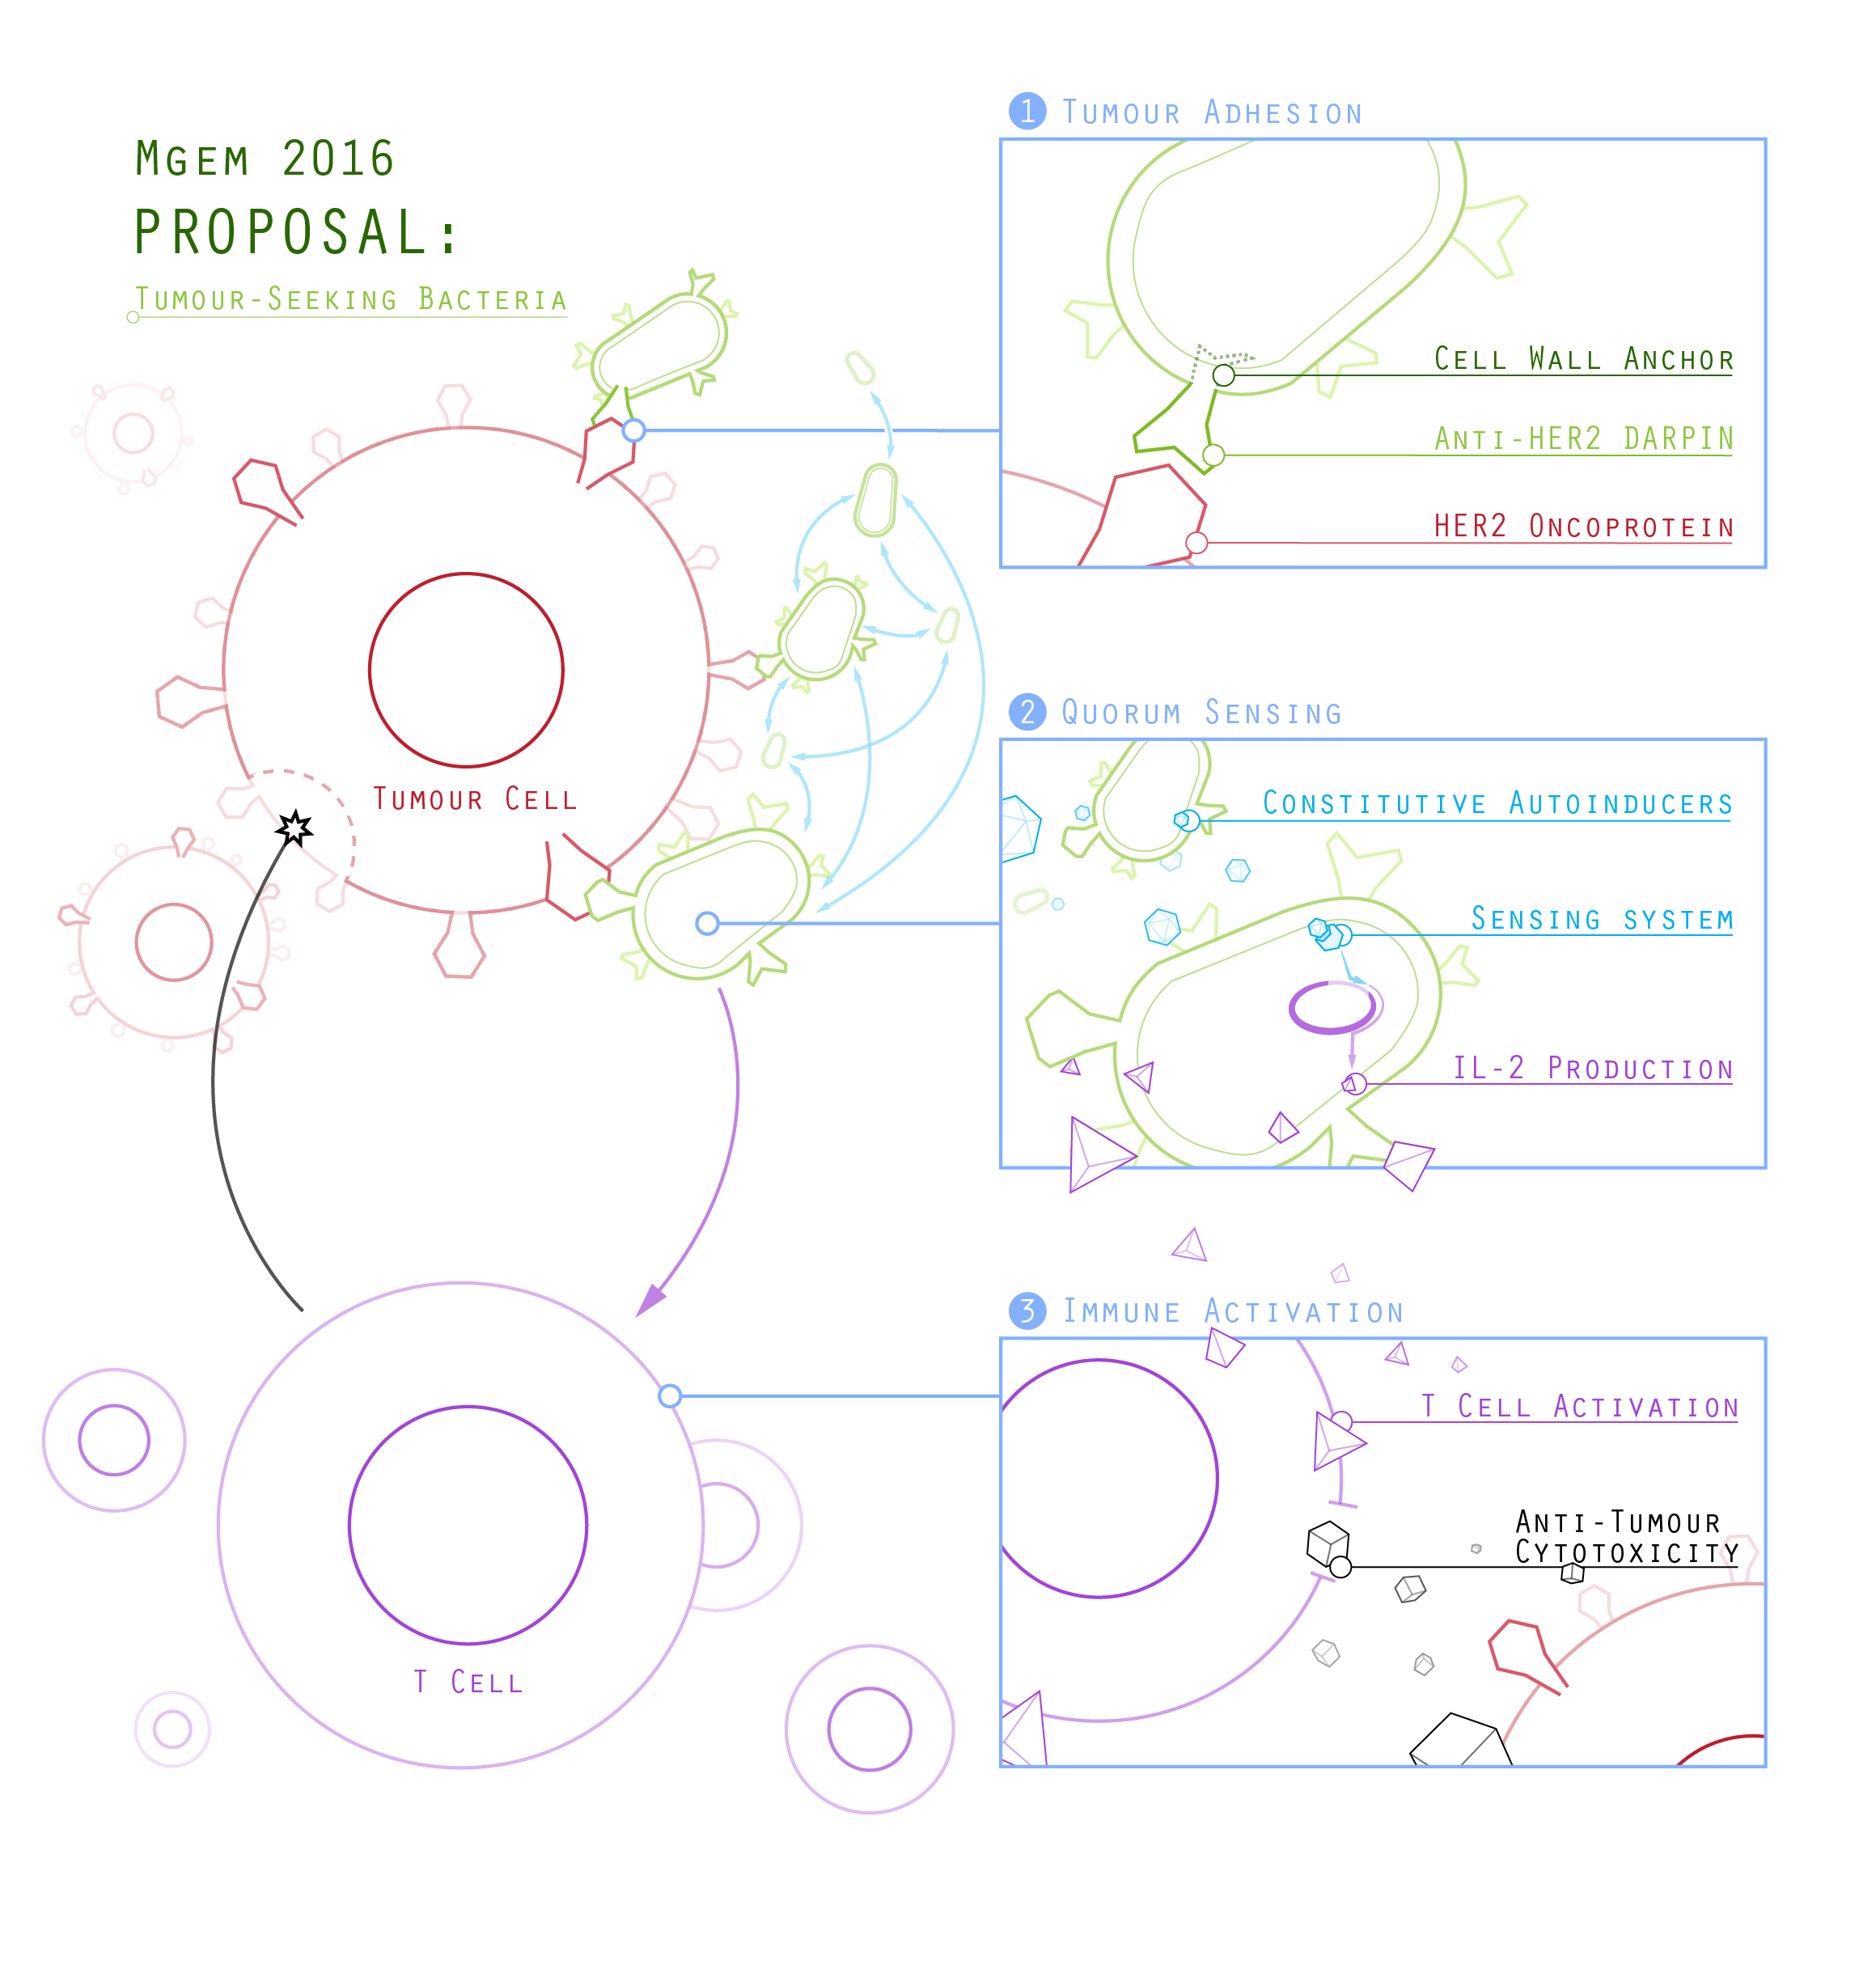 Mgem 2016
PROPOSAL:
Tumour-Seeking Bacteria
Tumour Cell
T Cell
1 Tumour Adhesion
Cell Wall Anchor
Anti-HER2 DARPIN
HER2 Oncoprotein
2 Quorum Sensing
Constitutive Autoinducers
Sensing system
IL-2 Production
3 Immune Activation
T Cell Activation
Anti-Tumour
Cytotoxicity